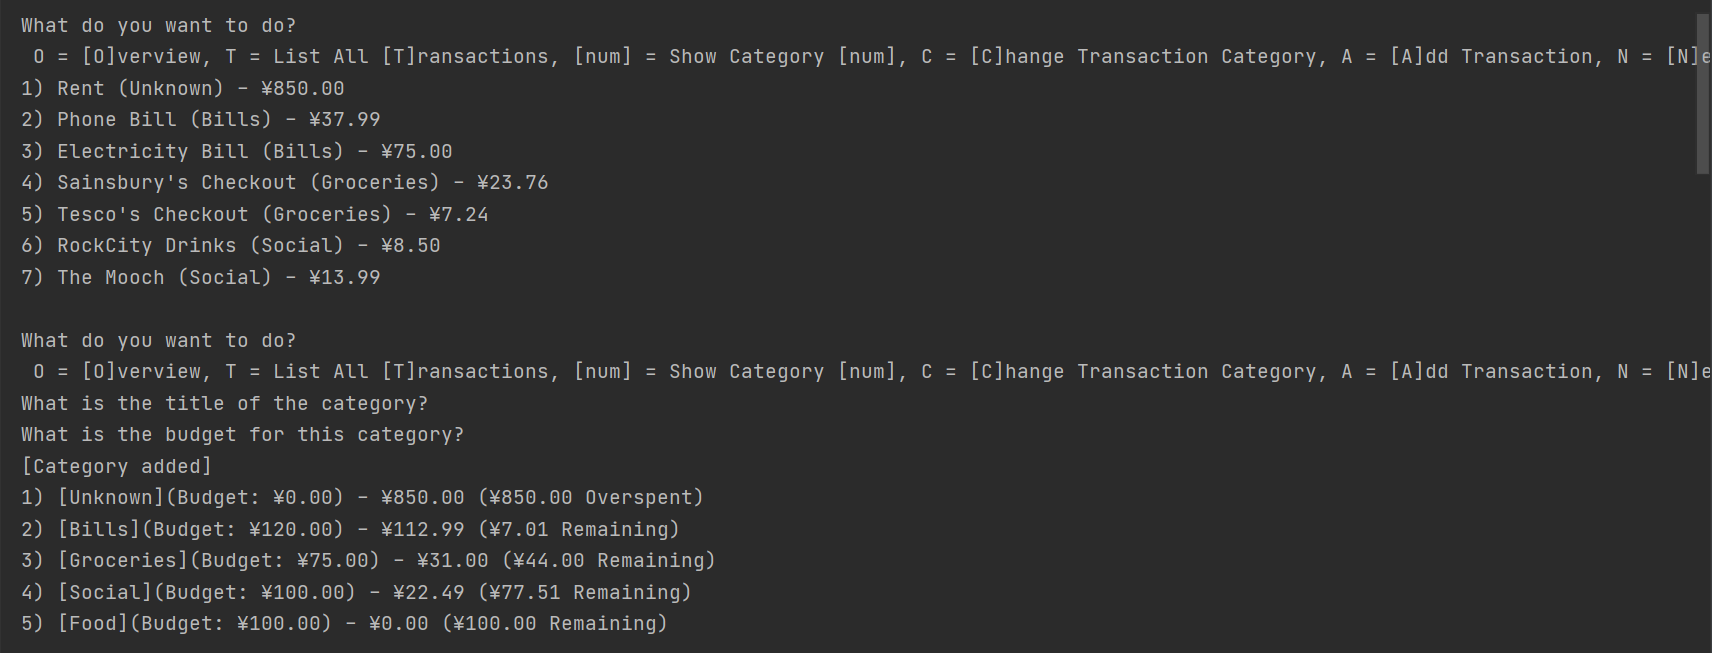 What do you want to do?
 O = [O]verview, T = List All [T]ransactions, [num] = Show Category [num], C = [C]hange Transaction Category, A = [A]dd Transaction, N = [N]e
1) Rent (Unknown) - ¥850.00
2) Phone Bill (Bills) - ¥37.99
3) Electricity Bill (Bills) - ¥75.00
4) Sainsbury's Checkout (Groceries) - ¥23.76
5) Tesco's Checkout (Groceries) - ¥7.24
6) RockCity Drinks (Social) - ¥8.50
7) The Mooch (Social) - ¥13.99

What do you want to do?
 O = [O]verview, T = List All [T]ransactions, [num] = Show Category [num], C = [C]hange Transaction Category, A = [A]dd Transaction, N = [N]e
What is the title of the category?
What is the budget for this category?
[Category added]
1) [Unknown](Budget: ¥0.00) - ¥850.00 (¥850.00 Overspent)
2) [Bills](Budget: ¥120.00) - ¥112.99 (¥7.01 Remaining)
3) [Groceries](Budget: ¥75.00) - ¥31.00 (¥44.00 Remaining)
4) [Social](Budget: ¥100.00) - ¥22.49 (¥77.51 Remaining)
5) [Food](Budget: ¥100.00) - ¥0.00 (¥100.00 Remaining)